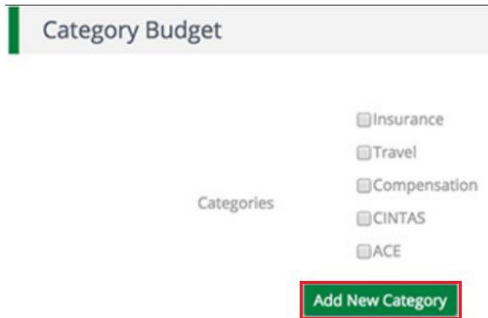 Category Budget
Insurance
Travel
Compensation
Categories
CINTAS
ACE
Add New Category